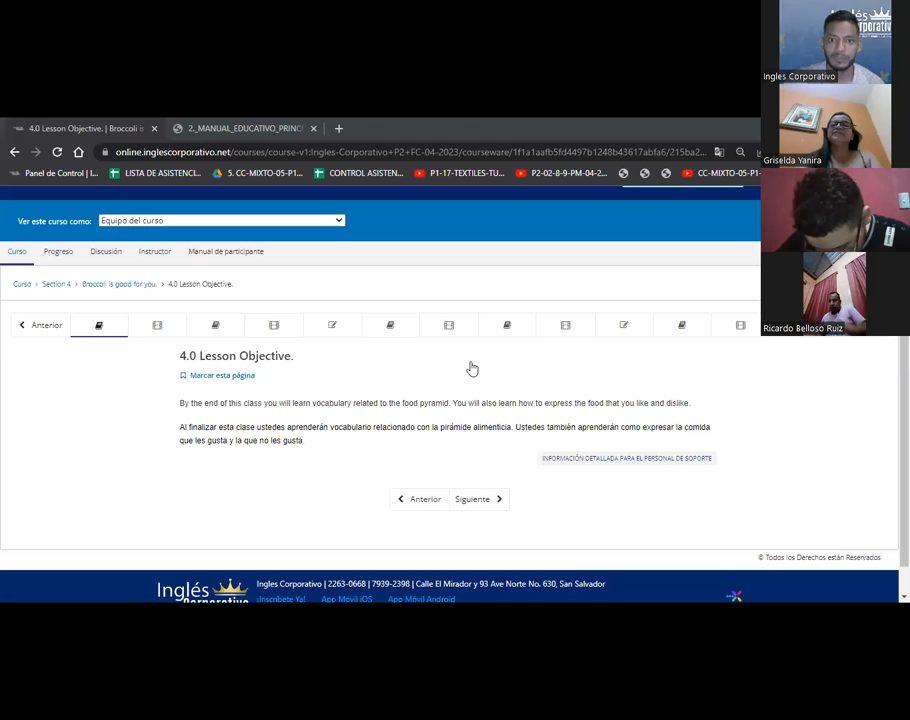 4.0 Lesson Objective. | Broccoli is
2._MANUAL_EDUCATIVO_PRINC
online.inglescorporativo.net/courses/course-v1:Ingles-Corporativo+P2+FC-04-2023/courseware/1f1a1aafb5fd4497b1248b43617abfa6/215ba2...
Panel de Control | I...
LISTA DE ASISTENCI...
5. CC-MIXTO-05-P1...
CONTROL ASISTEN...
P1-17-TEXTILES-TU...
P2-02-8-9-PM-04-2...
CC-MIXTO-05-P1-
Inglés
Ingles Corporativo
Griselda Yanira
Ricardo Belloso Ruiz
Ver este curso como:
Equipo del curso
Curso
Progreso
Discusión
Instructor
Manual de participante
Curso
Section 4
Broccoli is good for you.
4.0 Lesson Objective.
Anterior
4.0 Lesson Objective.
Marcar esta página
By the end of this class you will learn vocabulary related to the food pyramid. You will also learn how to express the food that you like and dislike.
Al finalizar esta clase ustedes aprenderán vocabulario relacionado con la pirámide alimenticia. Ustedes también aprenderán como expresar la comida
que les gusta y la que no les gusta.
INFORMACIÓN DETALLADA PARA EL PERSONAL DE SOPORTE
Anterior
Siguiente
© Todos los Derechos están Reservados
Inglés
Ingles Corporativo | 2263-0668 | 7939-2398 | Calle El Mirador y 93 Ave Norte No. 630, San Salvador
¡Inscríbete Ya!
App Móvil iOS
App Móvil Android